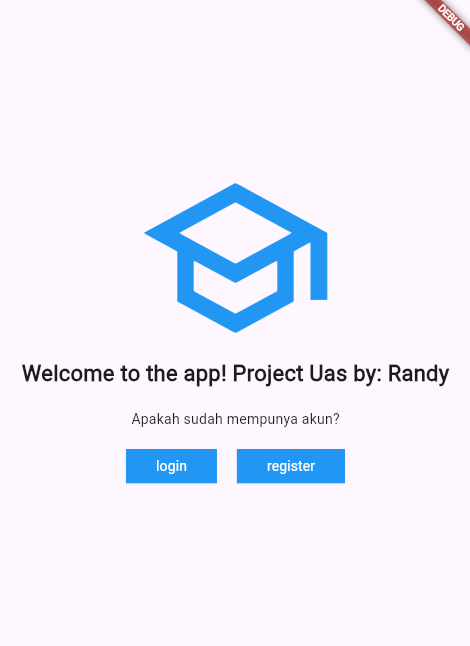 DEBUG
Welcome to the app! Project Uas by: Randy
Apakah sudah mempunya akun?
login
register